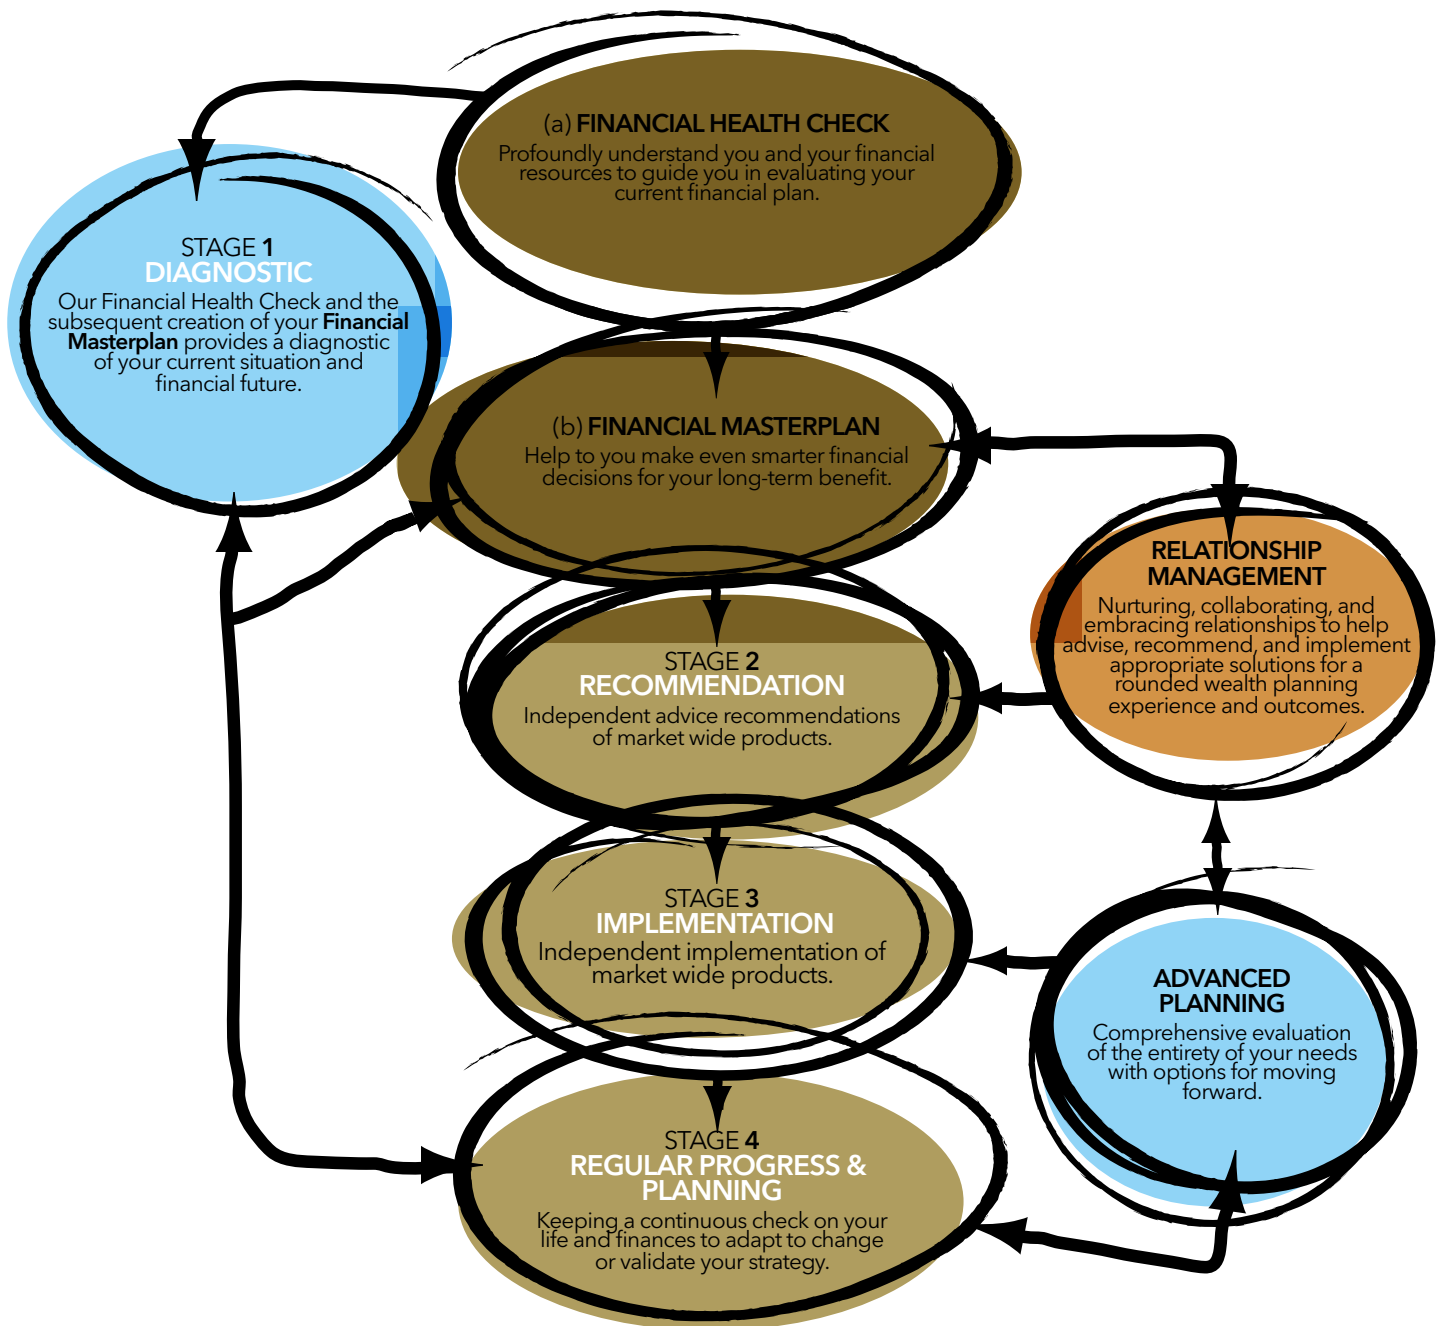 (a) FINANCIAL HEALTH CHECK
Profoundly understand you and your financial
resources to guide you in evaluating your
current financial plan.
STAGE 1
DIAGNOSTIC
Our Financial Health Check and the
subsequent creation of your Financial
Masterplan provides a diagnostic
of your current situation and
financial future.
(b) FINANCIAL MASTERPLAN
Help to you make even smarter financial
decisions for your long-term benefit.
RELATIONSHIP
MANAGEMENT
Nurturing, collaborating, and
embracing relationships to help
advise, recommend, and implement
appropriate solutions for a
rounded wealth planning
experience and outcomes.
STAGE 2
RECOMMENDATION
Independent advice recommendations
of market wide products.
STAGE 3
IMPLEMENTATION
Independent implementation of
market wide products.
ADVANCED
PLANNING
Comprehensive evaluation
of the entirety of your needs
with options for moving
forward.
STAGE 4
REGULAR PROGRESS &
PLANNING
Keeping a continuous check on your
life and finances to adapt to change
or validate your strategy.